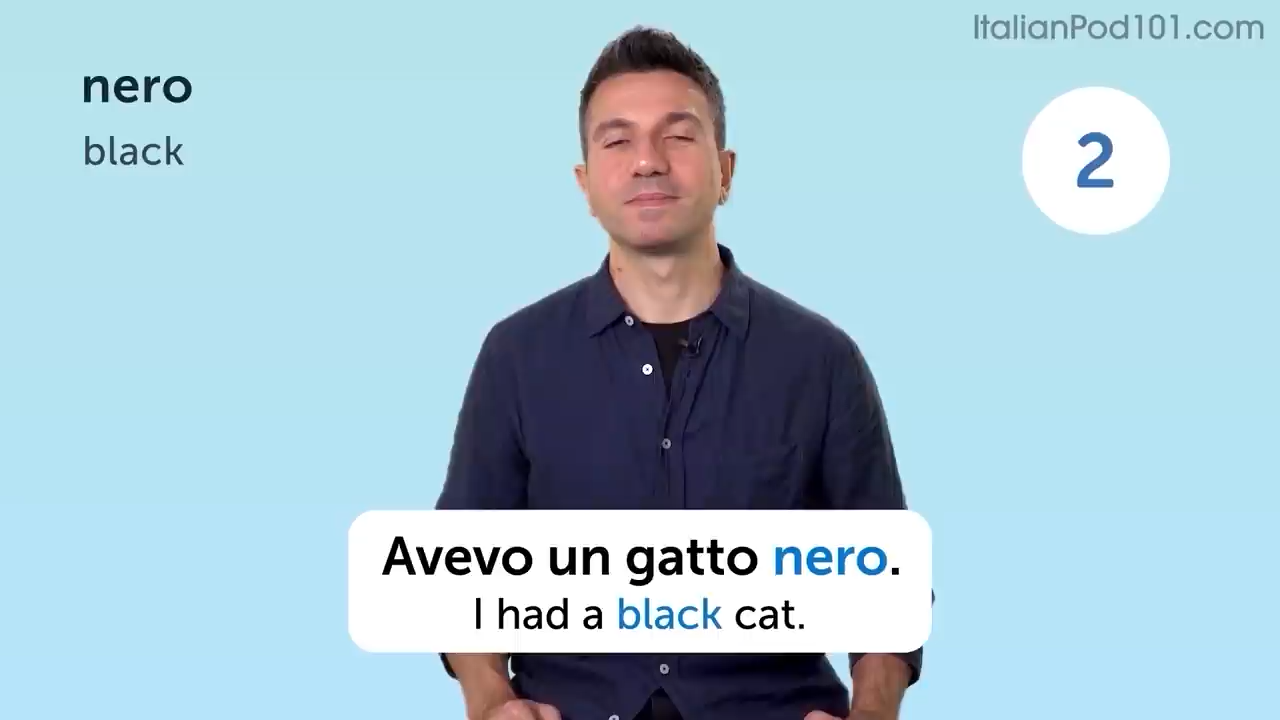 ItalianPod101.com
nero
black
2
Avevo un gatto nero.
I had a black cat.